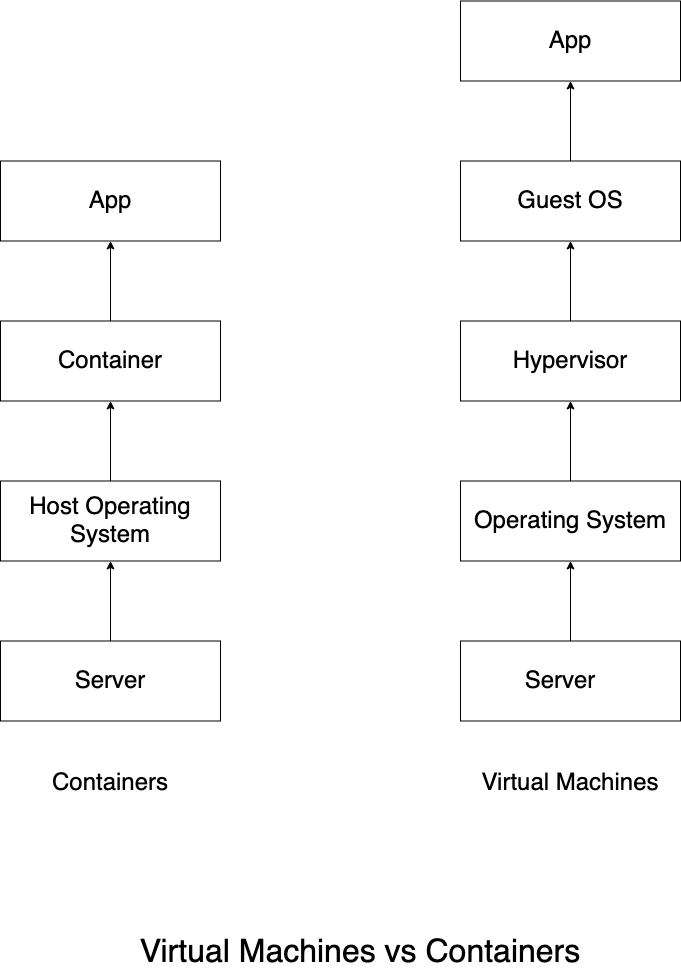 App
Container
Host Operating
System
Server
Containers
App
Guest OS
Hypervisor
Operating System
Server
Virtual Machines
Virtual Machines vs Containers